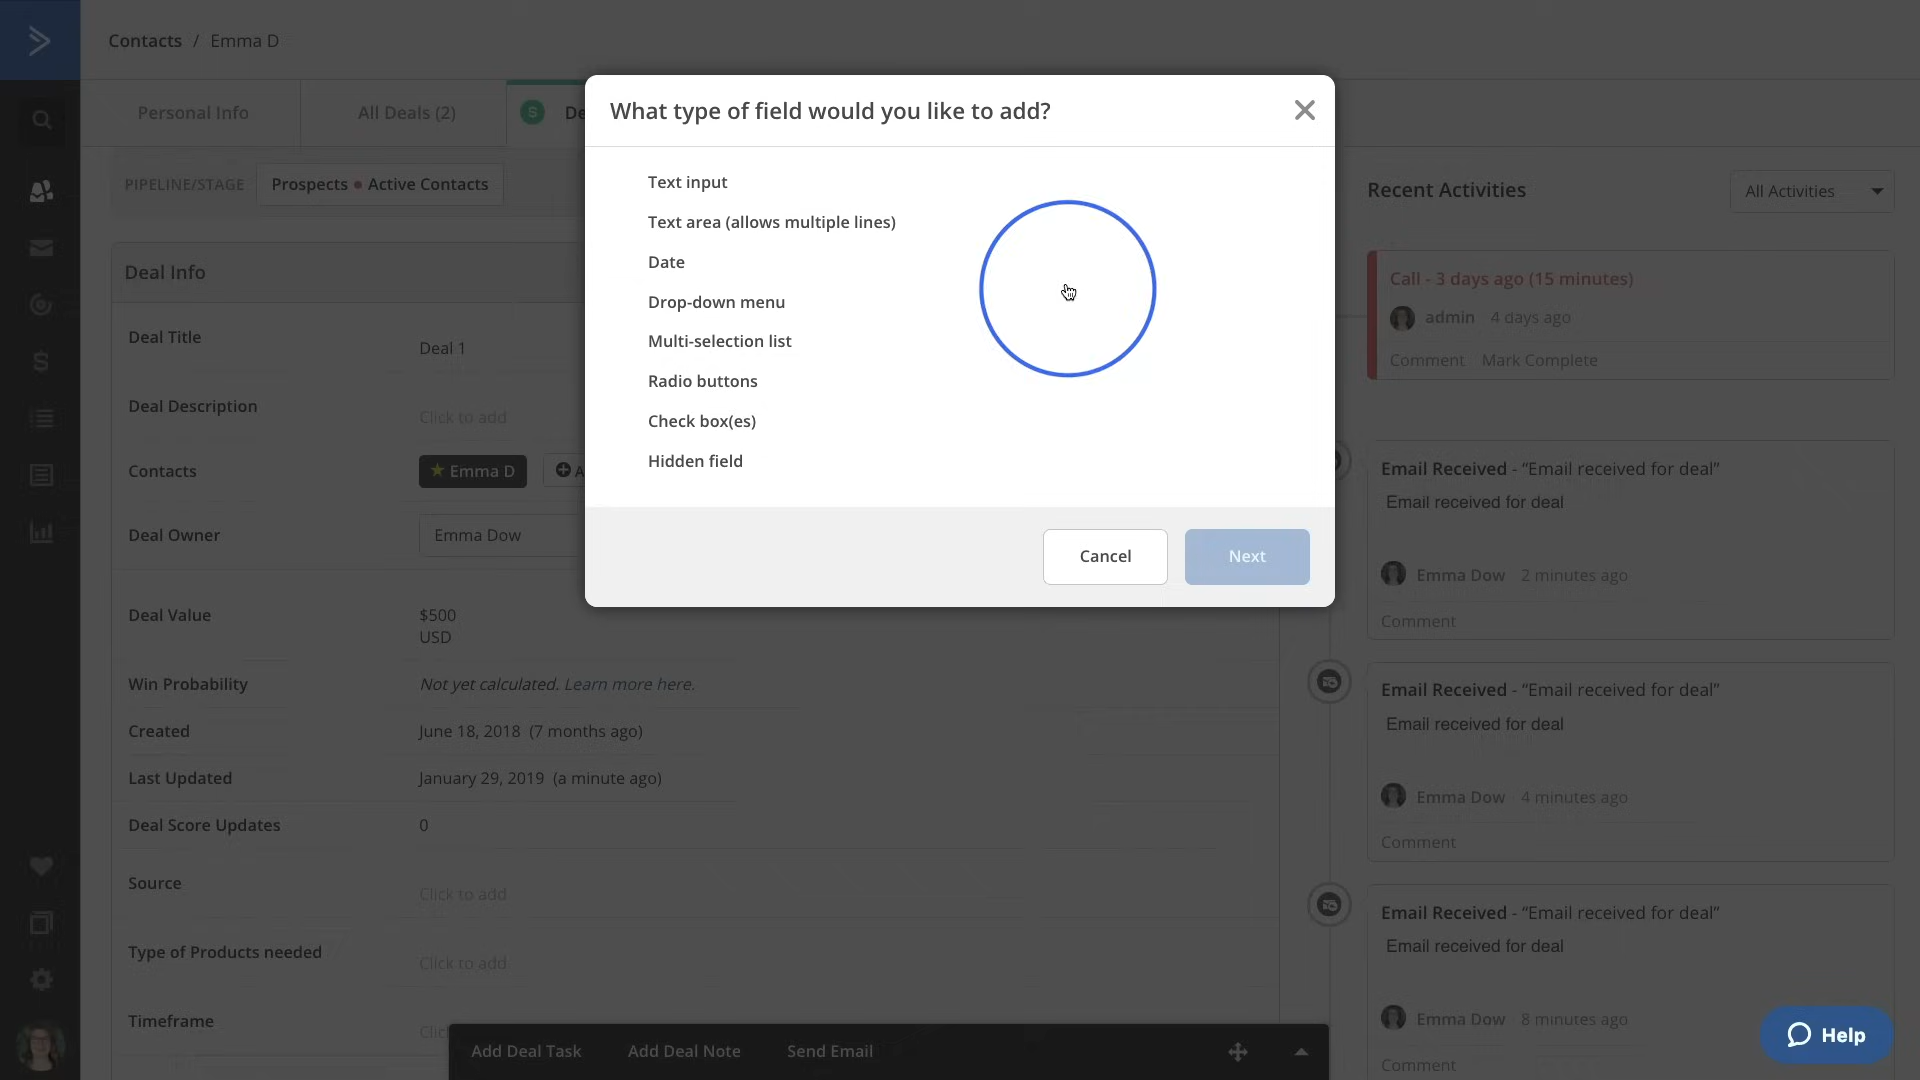 Contacts / Emma D
Personal Info
All Deals (2)
S
De
What type of field would you like to add?
Text input
Text area (allows multiple lines)
Date
Drop-down menu
Multi-selection list
Radio buttons
Check box(es)
Hidden field
Cancel
Next
PIPELINE/STAGE
Prospects • Active Contacts
Deal Info
Deal Title
Deal 1
Deal Description
Click to add
Contacts
Emma D
A
Deal Owner
Emma Dow
Deal Value
$500
USD
Win Probability
Not yet calculated. Learn more here.
Created
June 18, 2018 (7 months ago)
Last Updated
January 29, 2019 (a minute ago)
Deal Score Updates
0
Source
Click to add
Type of Products needed
Click to add
Timeframe
Clic
Add Deal Task
Add Deal Note
Send Email
Recent Activities
All Activities
Call - 3 days ago (15 minutes)
admin 4 days ago
Comment Mark Complete
Email Received - “Email received for deal”
Email received for deal
Emma Dow 2 minutes ago
Comment
Email Received - “Email received for deal”
Email received for deal
Emma Dow 4 minutes ago
Comment
Email Received - “Email received for deal”
Email received for deal
Emma Dow 8 minutes ago
Comment
Help